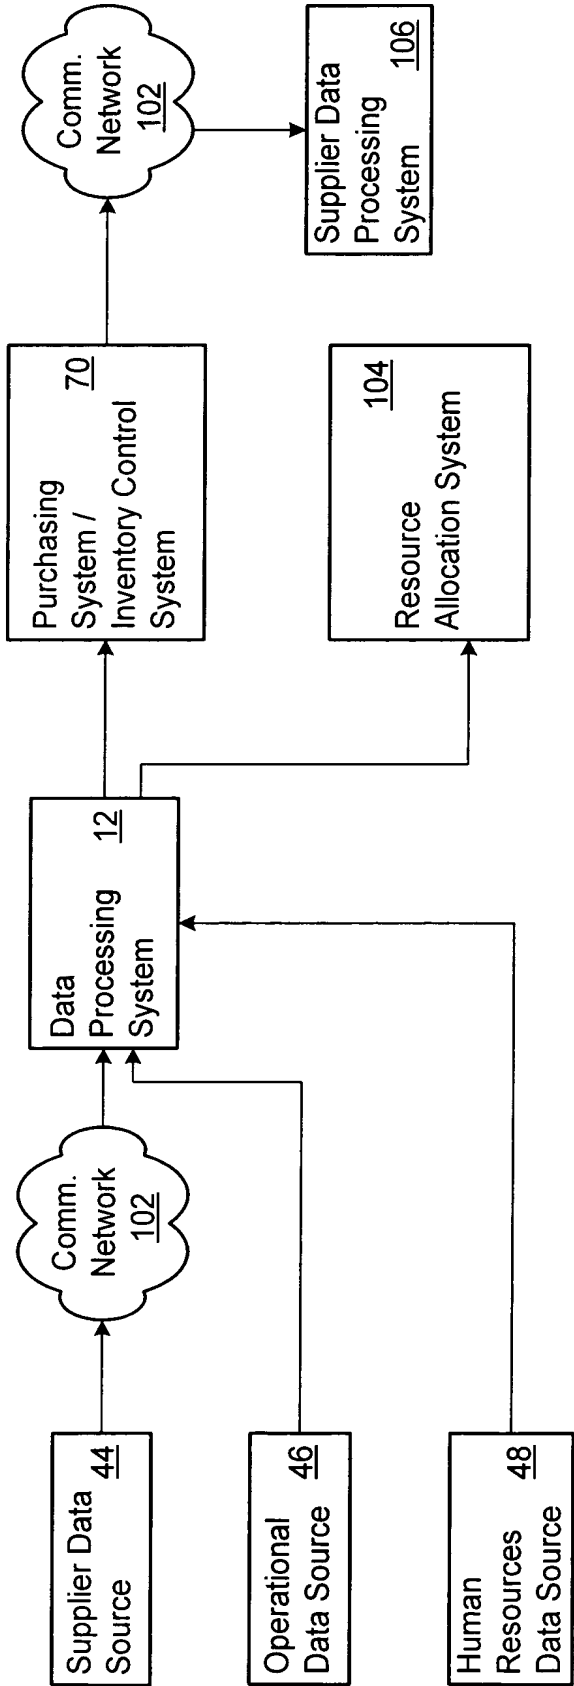 Supplier Data
Source
44
Operational
Data Source
46
Human
Resources
Data Source
48
Comm.
Network
102
Data
Processing
System
12
Purchasing
System /
Inventory Control
System
70
Resource
Allocation System
104
Comm.
Network
102
Supplier Data
Processing
System
106